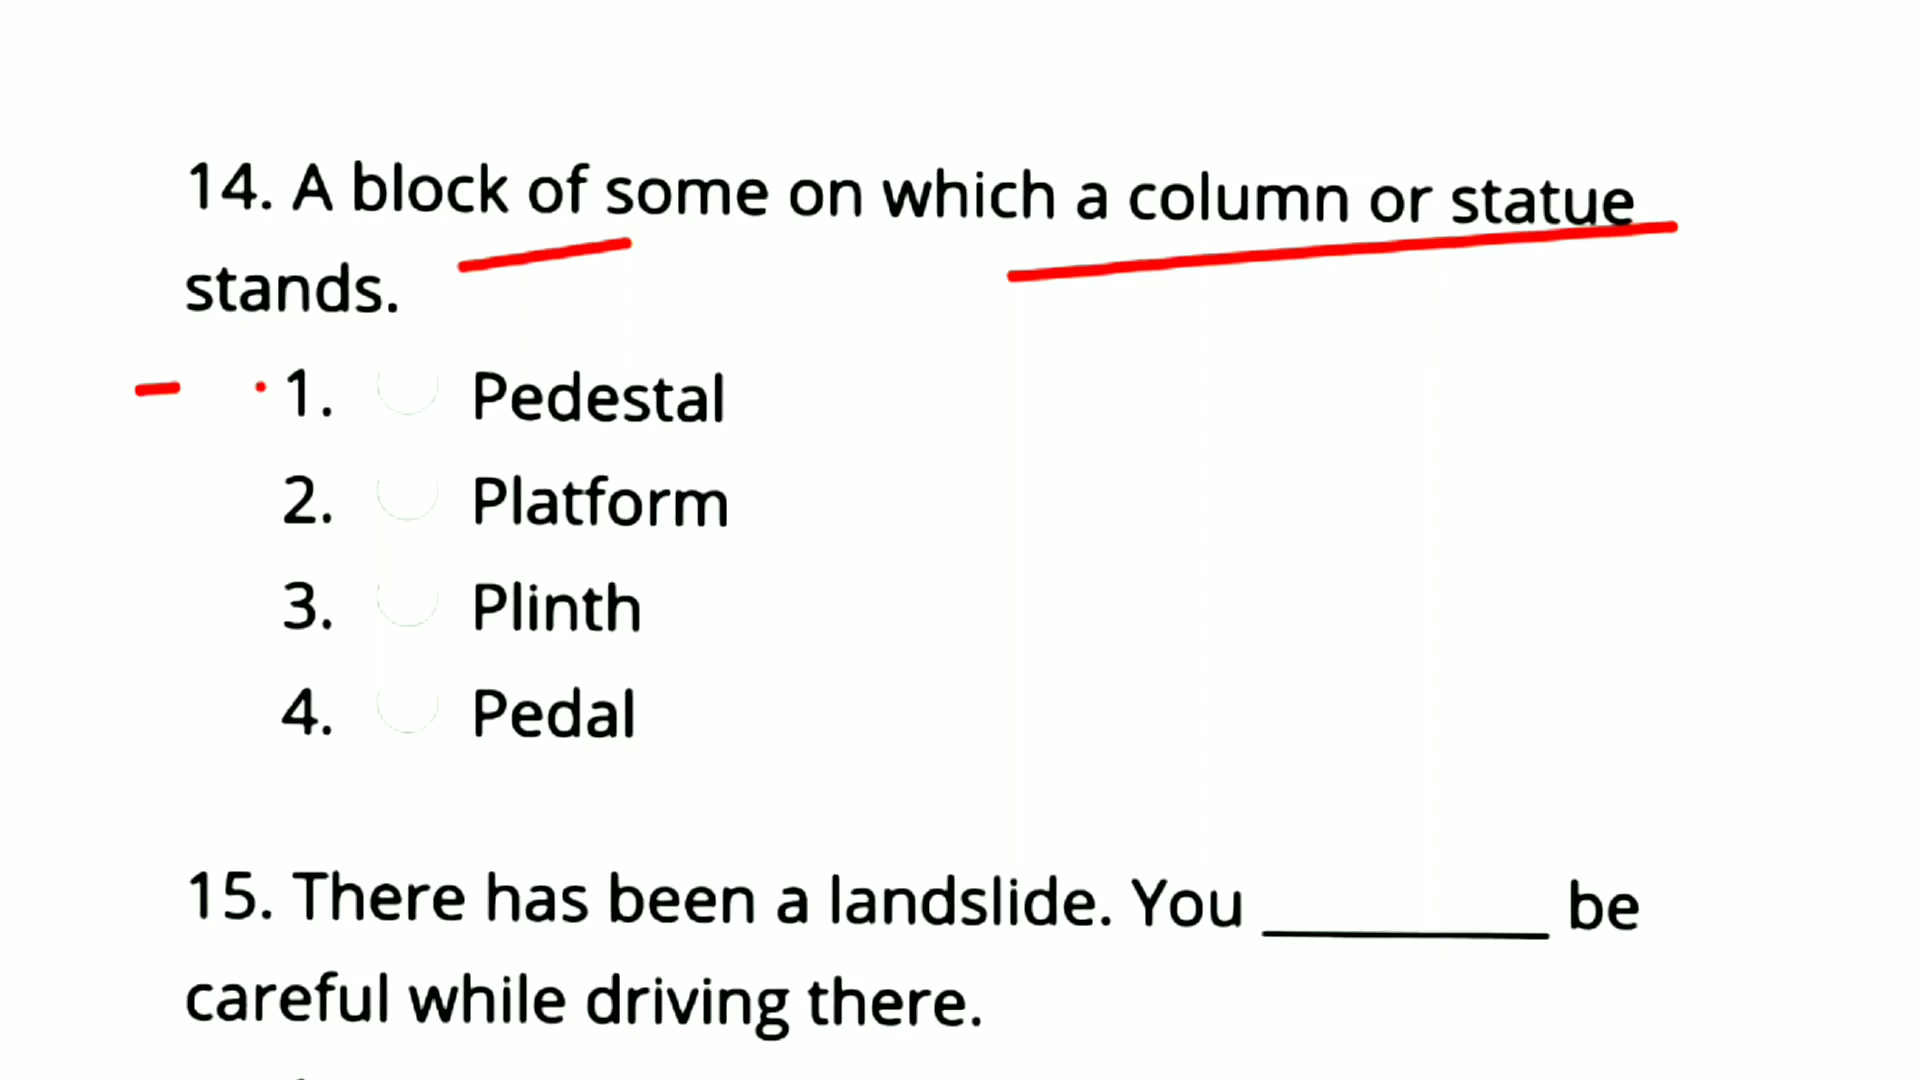 14. A block of some on which a column or statue
stands.
1. Pedestal
2. Platform
3. Plinth
4. Pedal
15. There has been a landslide. You __________ be
careful while driving there.